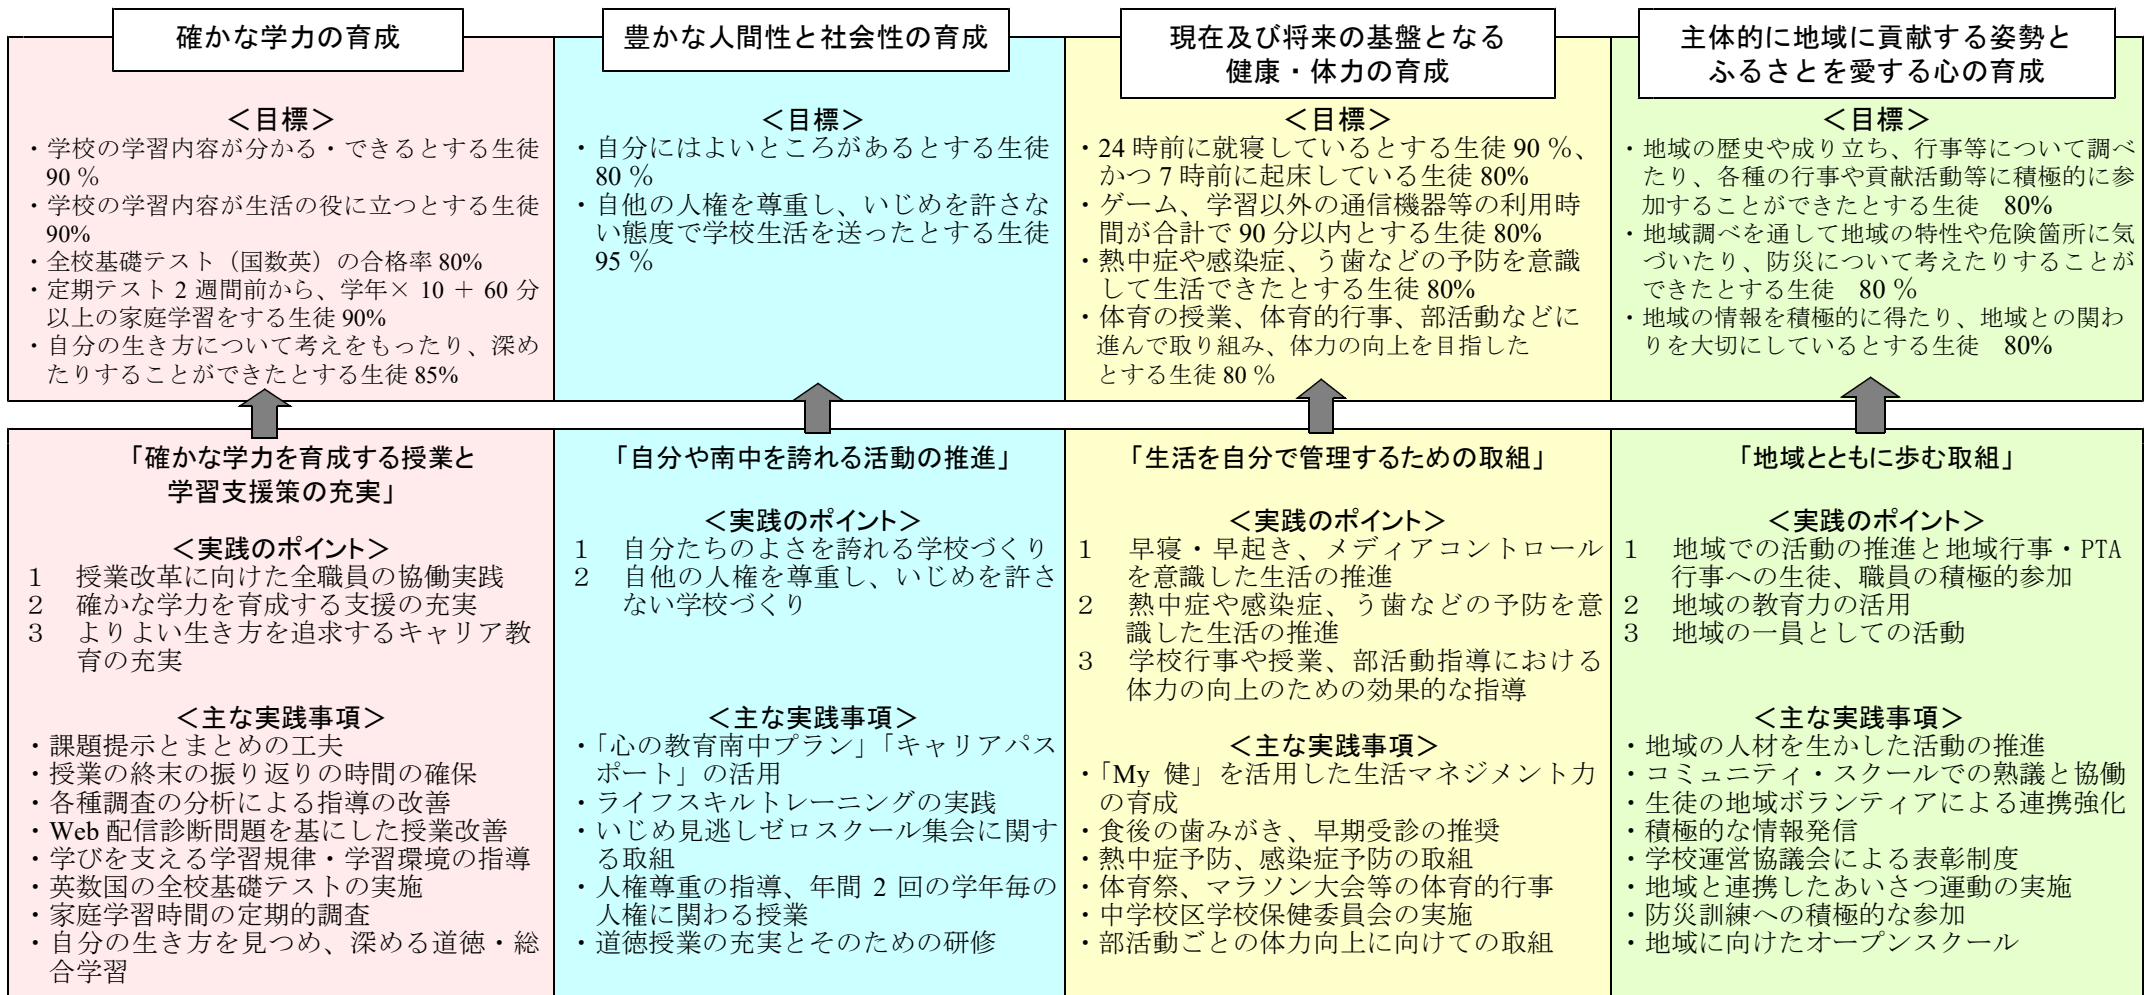 確かな学力の育成
<目標>
・学校の学習内容が分かる・できるとする生徒
90 %
・学校の学習内容が生活の役に立つとする生徒
90%
・全校基礎テスト（国数英）の合格率 80%
・定期テスト 2 週間前から、学年× 10 + 60 分
以上の家庭学習をする生徒 90%
・自分の生き方について考えをもったり、深め
たりすることができたとする生徒 85%
豊かな人間性と社会性の育成
<目標>
・自分にはよいところがあるとする生徒
80 %
・自他の人権を尊重し、いじめを許さな
い態度で学校生活を送ったとする生徒
95 %
現在及び将来の基盤となる
健康・体力の育成
<目標>
・24 時前に就寝しているとする生徒 90 %、
かつ 7 時前に起床している生徒 80%
・ゲーム、学習以外の通信機器等の利用時
間が合計で 90 分以内とする生徒 80%
・熱中症や感染症、う歯などの予防を意識
して生活できたとする生徒 80%
・体育の授業、体育的行事、部活動などに
進んで取り組み、体力の向上を目指した
とする生徒 80 %
主体的に地域に貢献する姿勢と
ふるさとを愛する心の育成
<目標>
・地域の歴史や成り立ち、行事等について調べ
たり、各種の行事や貢献活動等に積極的に参
加することができたとする生徒　80%
・地域調べを通して地域の特性や危険箇所に気
づいたり、防災について考えたりすることが
できたとする生徒　80 %
・地域の情報を積極的に得たり、地域との関わ
りを大切にしているとする生徒　80%
「確かな学力を育成する授業と
学習支援策の充実」
<実践のポイント>
1　授業改革に向けた全職員の協働実践
2　確かな学力を育成する支援の充実
3　よりよい生き方を追求するキャリア教
育の充実
<主な実践事項>
・課題提示とまとめの工夫
・授業の終末の振り返りの時間の確保
・各種調査の分析による指導の改善
・Web 配信診断問題を基にした授業改善
・学びを支える学習規律・学習環境の指導
・英数国の全校基礎テストの実施
・家庭学習時間の定期的調査
・自分の生き方を見つめ、深める道徳・総
合学習
「自分や南中を誇れる活動の推進」
<実践のポイント>
1　自分たちのよさを誇れる学校づくり
2　自他の人権を尊重し、いじめを許さ
ない学校づくり
<主な実践事項>
・「心の教育南中プラン」「キャリアパス
ポート」の活用
・ライフスキルトレーニングの実践
・いじめ見逃しゼロスクール集会に関す
る取組
・人権尊重の指導、年間 2 回の学年毎の
人権に関わる授業
・道徳授業の充実とそのための研修
「生活を自分で管理するための取組」
<実践のポイント>
1　早寝・早起き、メディアコントロール
を意識した生活の推進
2　熱中症や感染症、う歯などの予防を意
識した生活の推進
3　学校行事や授業、部活動指導における
体力の向上のための効果的な指導
<主な実践事項>
・「My 健」を活用した生活マネジメント力
の育成
・食後の歯みがき、早期受診の推奨
・熱中症予防、感染症予防の取組
・体育祭、マラソン大会等の体育的行事
・中学校区学校保健委員会の実施
・部活動ごとの体力向上に向けての取組
「地域とともに歩む取組」
<実践のポイント>
1　地域での活動の推進と地域行事・PTA
行事への生徒、職員の積極的参加
2　地域の教育力の活用
3　地域の一員としての活動
<主な実践事項>
・地域の人材を生かした活動の推進
・コミュニティ・スクールでの熟議と協働
・生徒の地域ボランティアによる連携強化
・積極的な情報発信
・学校運営協議会による表彰制度
・地域と連携したあいさつ運動の実施
・防災訓練への積極的な参加
・地域に向けたオープンスクール